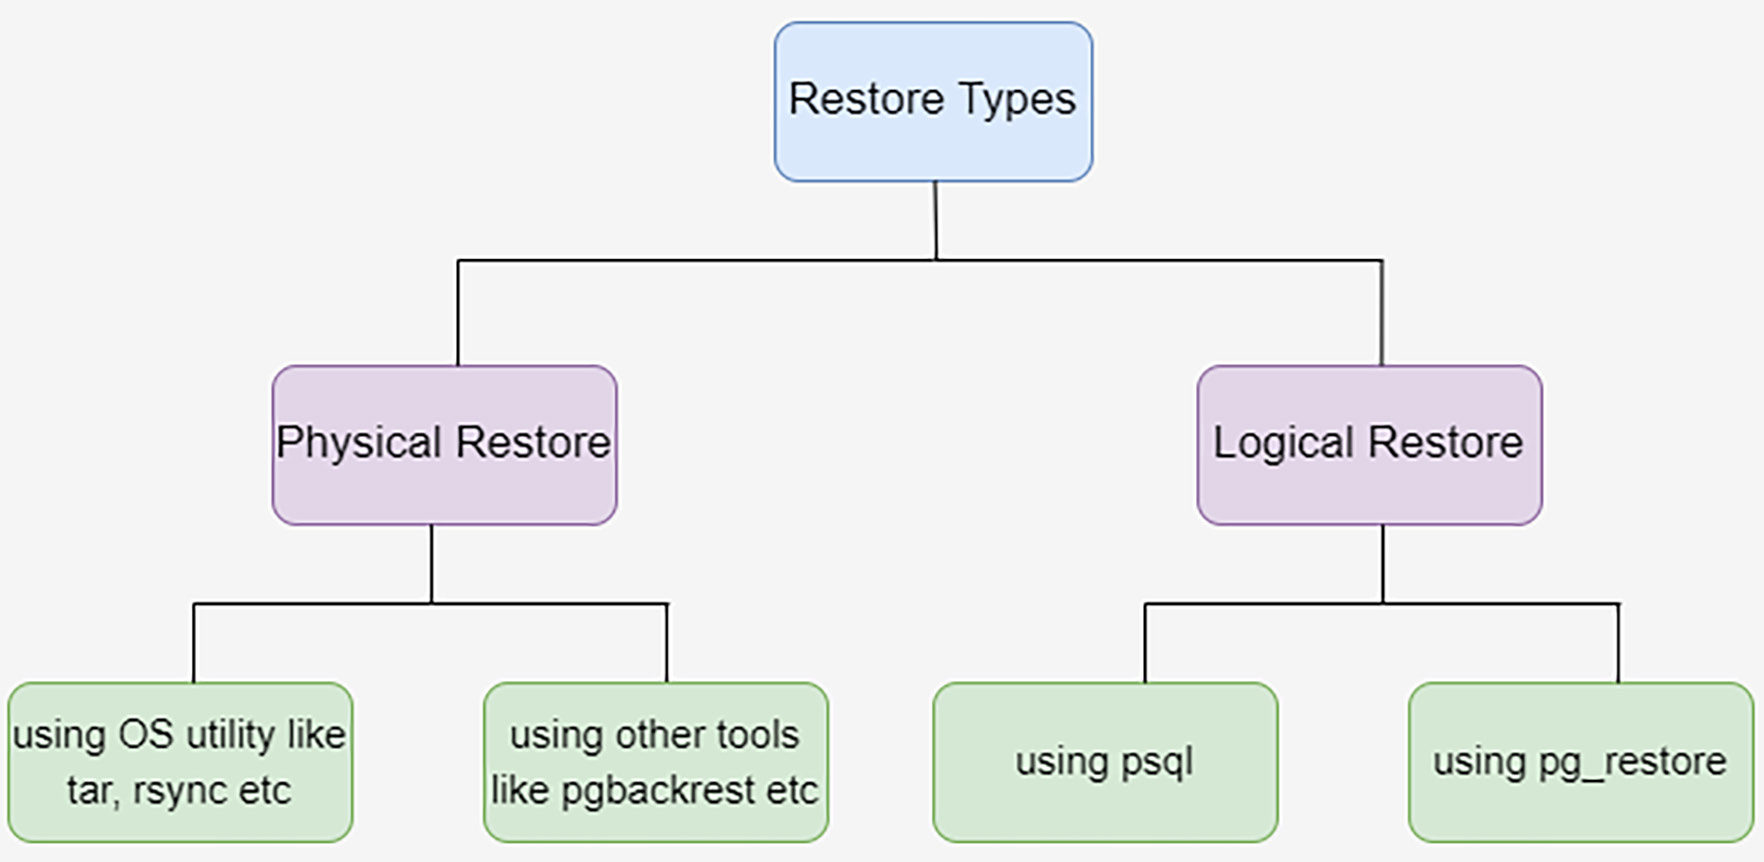 Restore Types
Physical Restore
Logical Restore
using OS utility like
tar, rsync etc
using other tools
like pgbackrest etc
using psql
using pg_restore